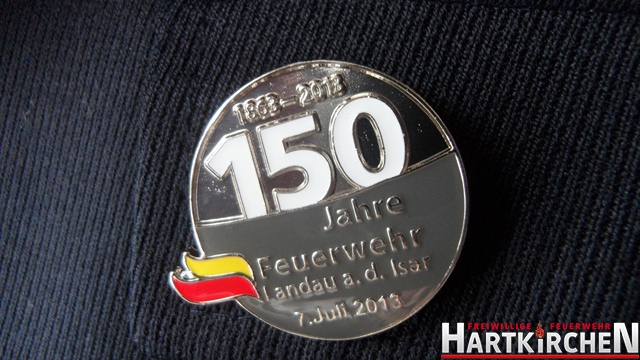 1863-2013
150
Jahre
Feuerwehr
Landau a. d. Isar
7. Juli 2013
FREIWILLIGE FEUERWEHR
HARTKIRCHEN